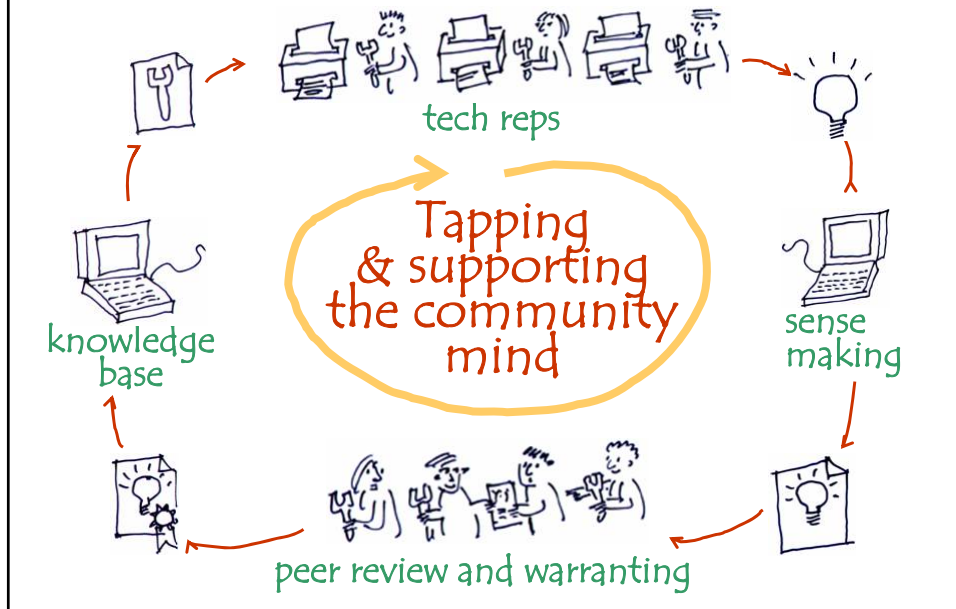 tech reps
Tapping
& supporting
the community
mind
knowledge
base
sense
making
peer review and warranting